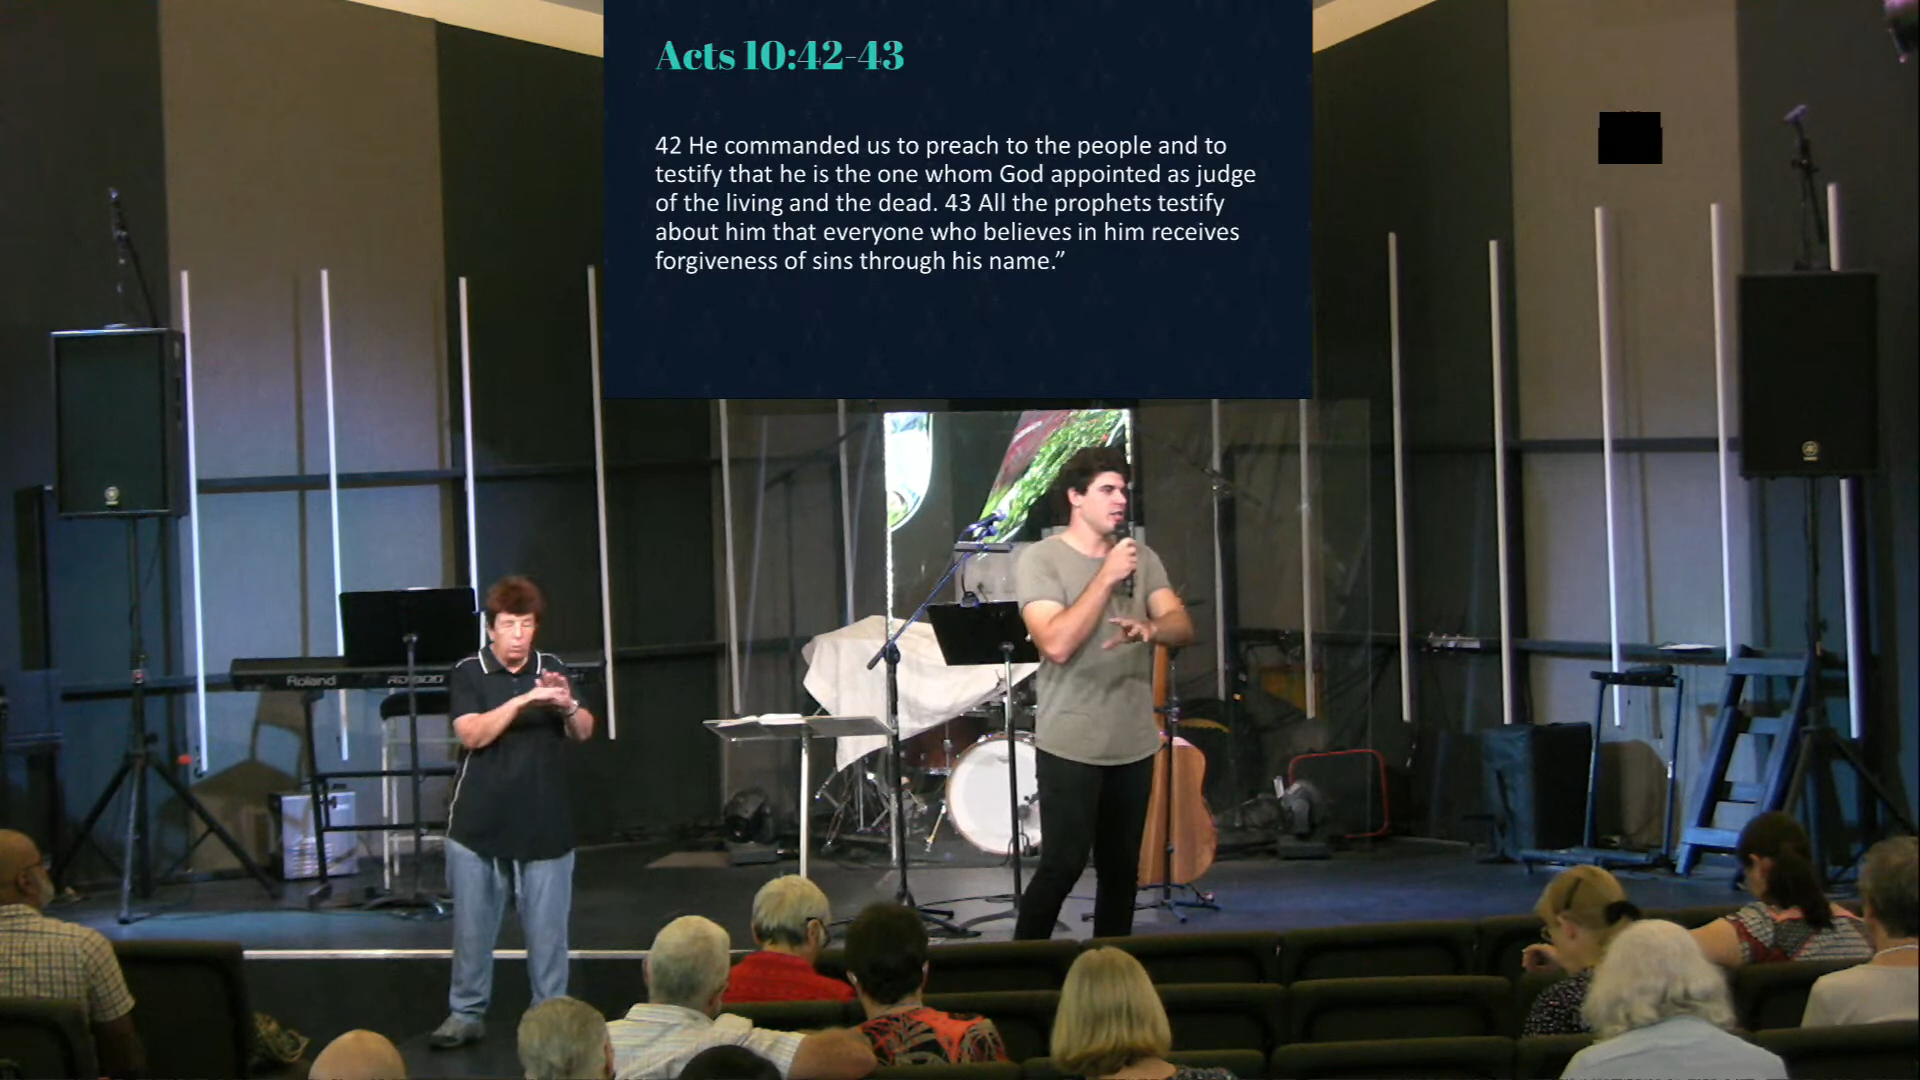 Acts 10:42-43
42 He commanded us to preach to the people and to
testify that he is the one whom God appointed as judge
of the living and the dead. 43 All the prophets testify
about him that everyone who believes in him receives
forgiveness of sins through his name.”
Roland